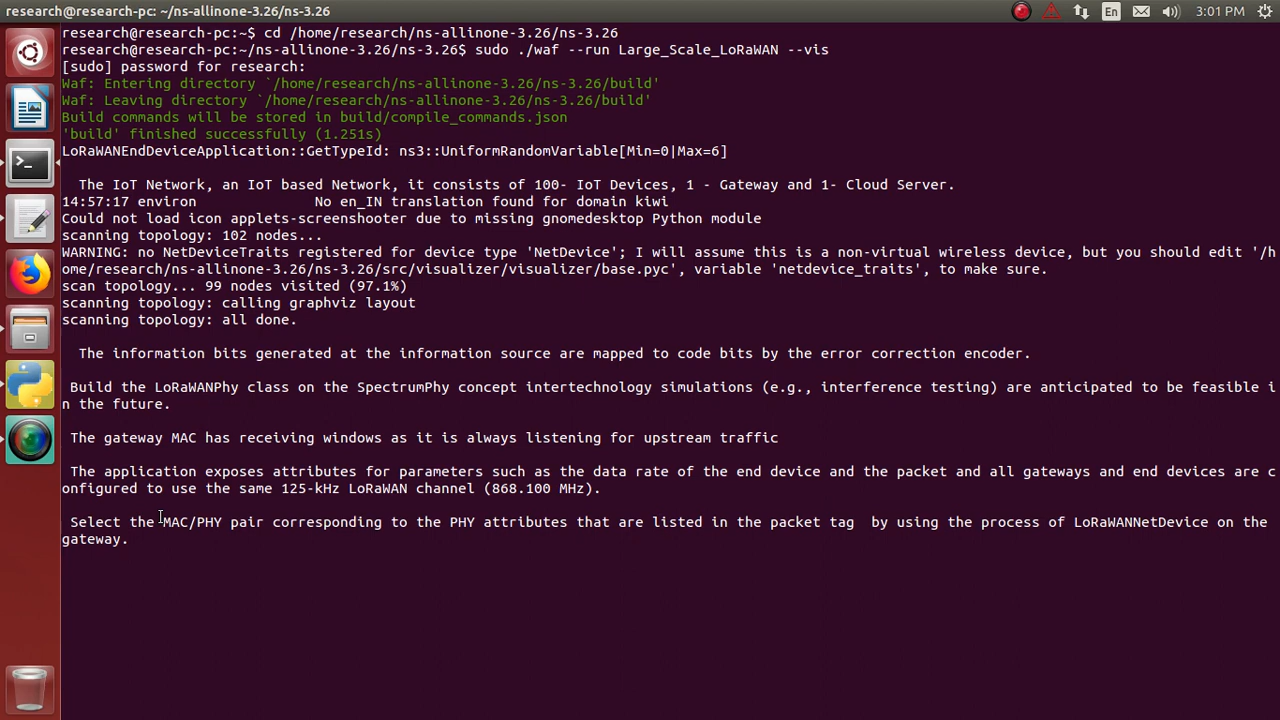 research@research-pc: ~/ns-allinone-3.26/ns-3.26
En
3:01 PM
research@research-pc:~$ cd /home/research/ns-allinone-3.26/ns-3.26
research@research-pc:~/ns-allinone-3.26/ns-3.26$ sudo ./waf --run Large_Scale_LoRaWAN --vis
[sudo] password for research:
Waf: Entering directory `/home/research/ns-allinone-3.26/ns-3.26/build'
Waf: Leaving directory `/home/research/ns-allinone-3.26/ns-3.26/build'
Build commands will be stored in build/compile_commands.json
'build' finished successfully (1.251s)
LoRaWANEndDeviceApplication::GetTypeId: ns3::UniformRandomVariable[Min=0|Max=6]
The IoT Network, an IoT based Network, it consists of 100- IoT Devices, 1 - Gateway and 1- Cloud Server.
14:57:17 environ              No en_IN translation found for domain kiwi
Could not load icon applets-screenshooter due to missing gnomedesktop Python module
scanning topology: 102 nodes...
WARNING: no NetDeviceTraits registered for device type 'NetDevice'; I will assume this is a non-virtual wireless device, but you should edit '/h
ome/research/ns-allinone-3.26/ns-3.26/src/visualizer/visualizer/base.pyc', variable 'netdevice_traits', to make sure.
scan topology... 99 nodes visited (97.1%)
scanning topology: calling graphviz layout
scanning topology: all done.
The information bits generated at the information source are mapped to code bits by the error correction encoder.
Build the LoRaWANPhy class on the SpectrumPhy concept intertechnology simulations (e.g., interference testing) are anticipated to be feasible i
n the future.
The gateway MAC has receiving windows as it is always listening for upstream traffic
The application exposes attributes for parameters such as the data rate of the end device and the packet and all gateways and end devices are c
onfigured to use the same 125-kHz LoRaWAN channel (868.100 MHz).
Select the MAC/PHY pair corresponding to the PHY attributes that are listed in the packet tag  by using the process of LoRaWANNetDevice on the
gateway.